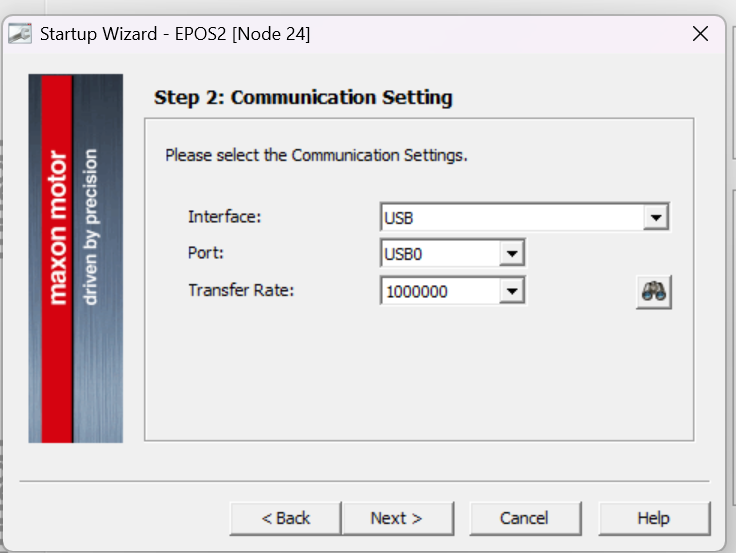 Startup Wizard - EPOS2 [Node 24]
maxon motor
driven by precision
Step 2: Communication Setting
Please select the Communication Settings.
Interface:
USB
Port:
USB0
Transfer Rate:
1000000
< Back
Next >
Cancel
Help